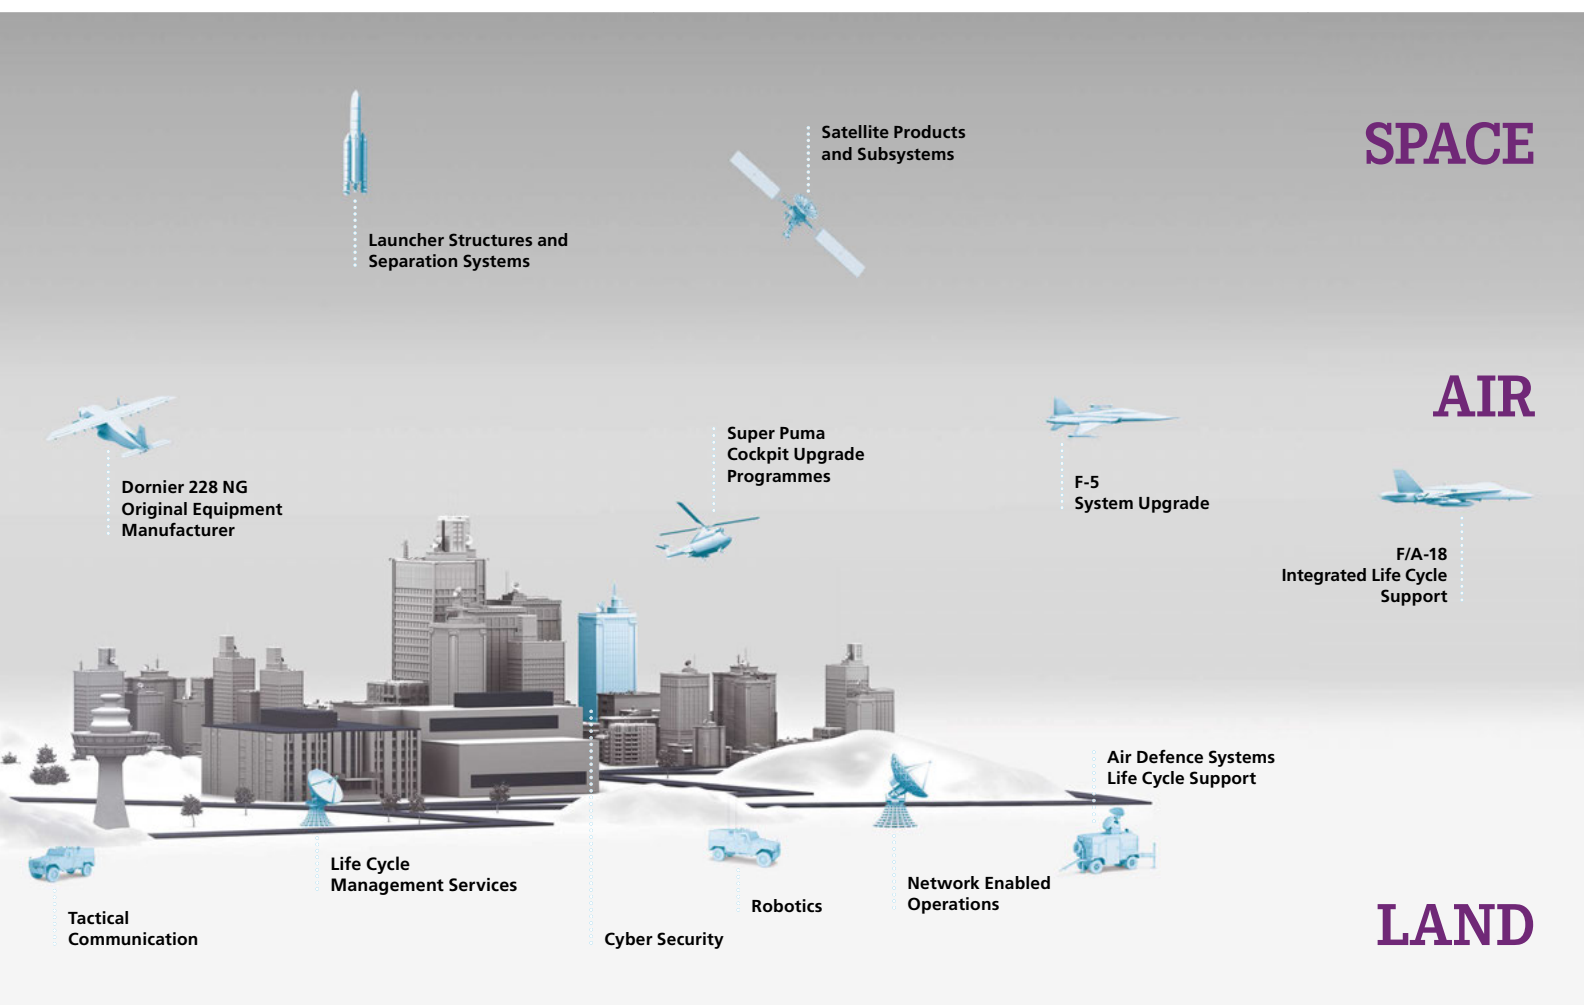 SPACE
Satellite Products
and Subsystems
Launcher Structures and
Separation Systems
AIR
Dornier 228 NG
Original Equipment
Manufacturer
Super Puma
Cockpit Upgrade
Programmes
F-5
System Upgrade
F/A-18
Integrated Life Cycle
Support
Air Defence Systems
Life Cycle Support
Life Cycle
Management Services
Network Enabled
Operations
Robotics
Tactical
Communication
Cyber Security
LAND